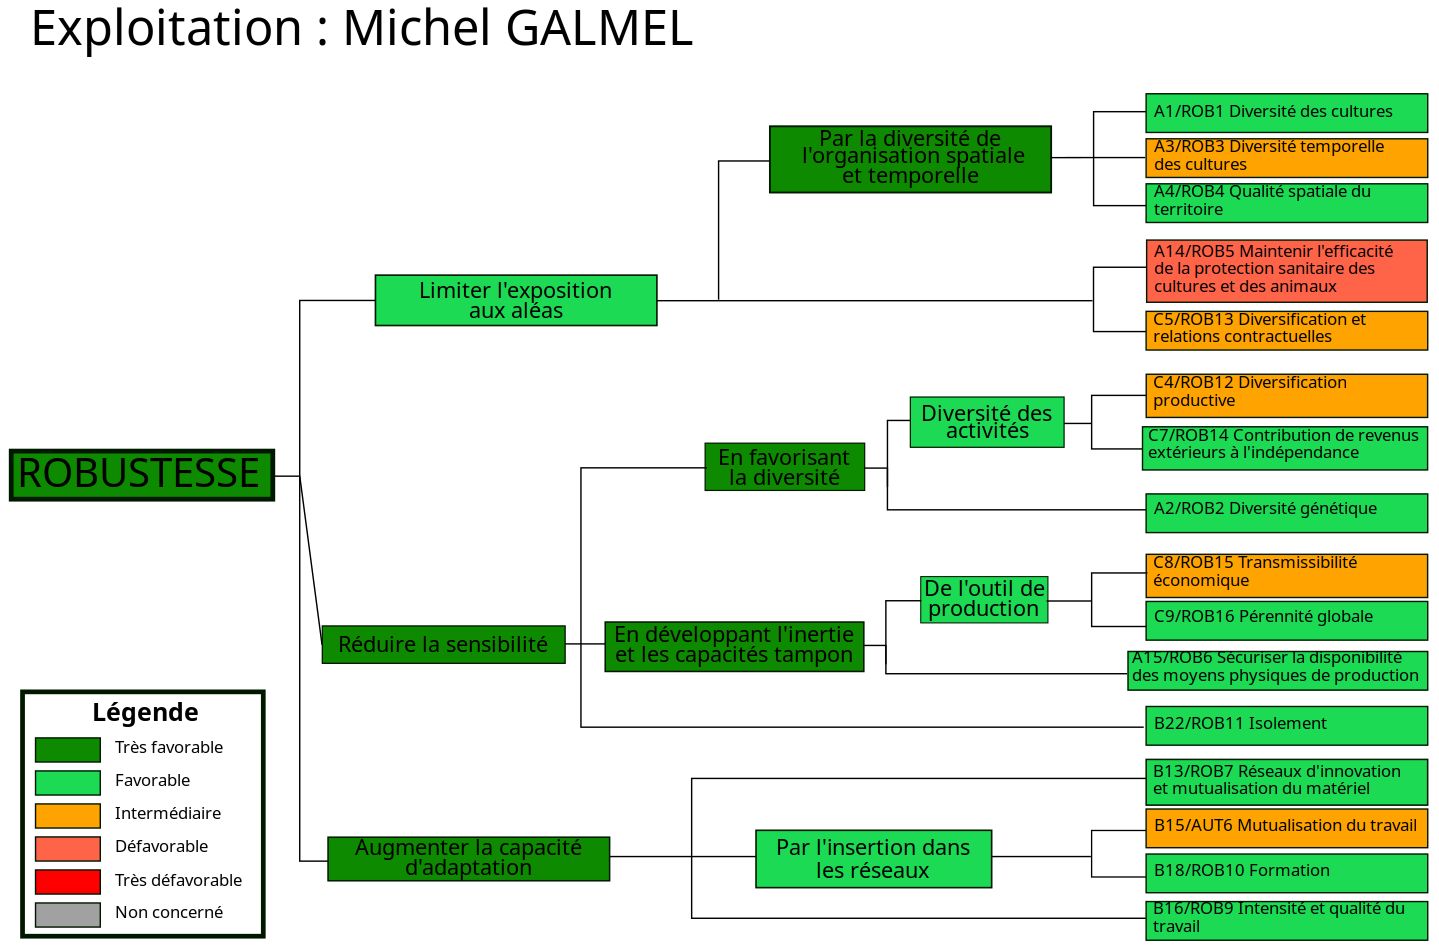 Exploitation : Michel GALMEL
Par la diversité de
l'organisation spatiale
et temporelle
A1/ROB1 Diversité des cultures
A3/ROB3 Diversité temporelle
des cultures
A4/ROB4 Qualité spatiale du
territoire
Limiter l'exposition
aux aléas
A14/ROB5 Maintenir l'efficacité
de la protection sanitaire des
cultures et des animaux
C5/ROB13 Diversification et
relations contractuelles
ROBUSTESSE
En favorisant
la diversité
Diversité des
activités
C4/ROB12 Diversification
productive
C7/ROB14 Contribution de revenus
extérieurs à l'indépendance
A2/ROB2 Diversité génétique
Réduire la sensibilité
En développant l'inertie
et les capacités tampon
De l'outil de
production
C8/ROB15 Transmissibilité
économique
C9/ROB16 Pérennité globale
A15/ROB6 Sécuriser la disponibilité
des moyens physiques de production
B22/ROB11 Isolement
Augmenter la capacité
d'adaptation
B13/ROB7 Réseaux d'innovation
et mutualisation du matériel
Par l'insertion dans
les réseaux
B15/AUT6 Mutualisation du travail
B18/ROB10 Formation
B16/ROB9 Intensité et qualité du
travail
Légende
Très favorable
Favorable
Intermédiaire
Défavorable
Très défavorable
Non concerné